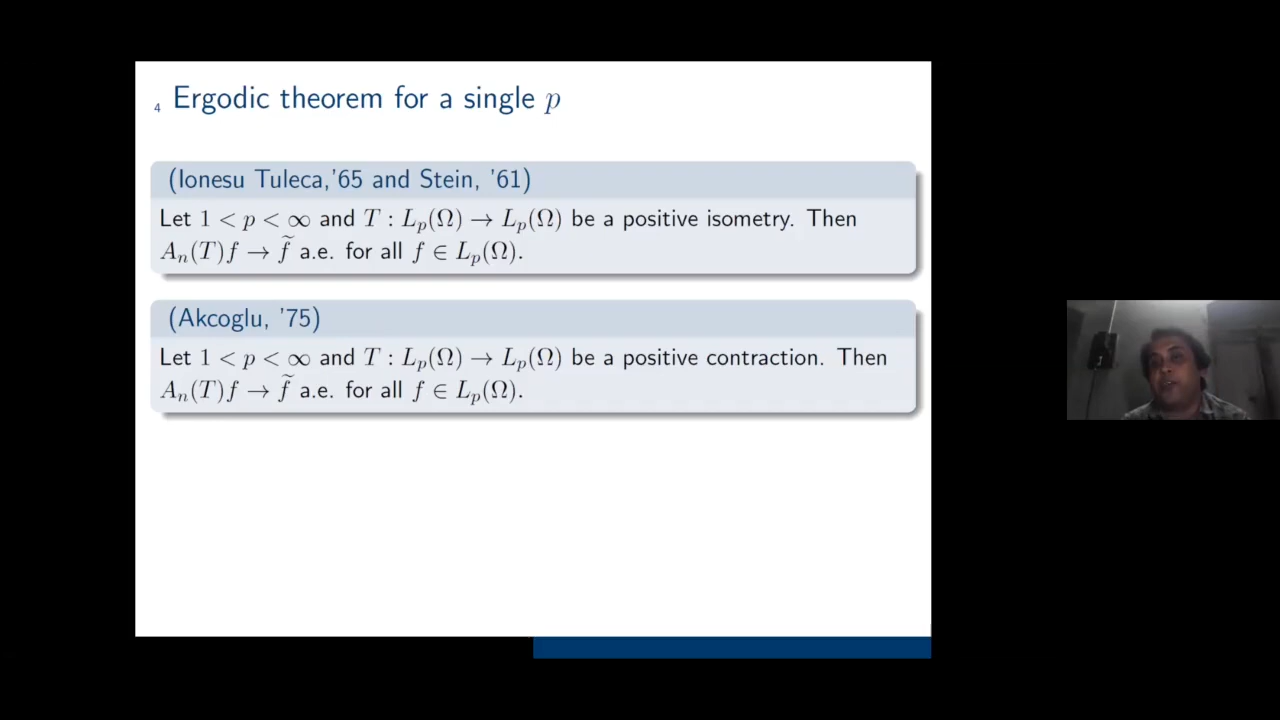 4 Ergodic theorem for a single p
(Ionesu Tuleca,'65 and Stein, '61)
Let 1 < p < ∞ and T : L_p(Ω) → L_p(Ω) be a positive isometry. Then
A_n(T)f → f̃ a.e. for all f ∈ L_p(Ω).
(Akcoglu, '75)
Let 1 < p < ∞ and T : L_p(Ω) → L_p(Ω) be a positive contraction. Then
A_n(T)f → f̃ a.e. for all f ∈ L_p(Ω).